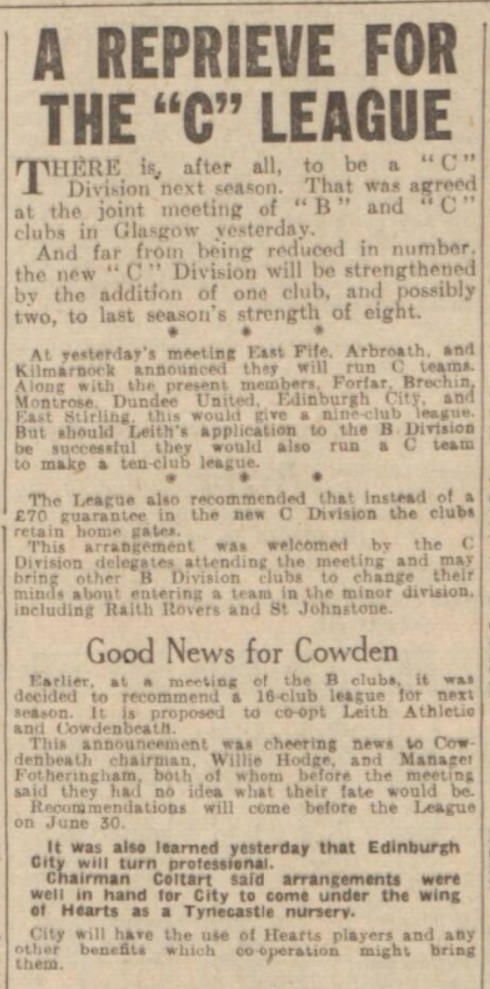 A REPRIEVE FOR
THE "C" LEAGUE
THERE is, after all, to be a "C"
Division next season. That was agreed
at the joint meeting of "B" and "C"
clubs in Glasgow yesterday.
And far from being reduced in number,
the new "C" Division will be strengthened
by the addition of one club, and possibly
two, to last season's strength of eight.
* * *
At yesterday's meeting East Fife, Arbroath, and
Kilmarnock announced they will run C teams.
Along with the present members, Forfar, Brechin,
Montrose, Dundee United, Edinburgh City, and
East Stirling, this would give a nine-club league.
But should Leith's application to the B Division
be successful they would also run a C team
to make a ten-club league.
* * *
The League also recommended that instead of a
£70 guarantee in the new C Division the clubs
retain home gates.
This arrangement was welcomed by the C
Division delegates attending the meeting and may
bring other B Division clubs to change their
minds about entering a team in the minor division,
including Raith Rovers and St Johnstone.
Good News for Cowden
Earlier, at a meeting of the B clubs, it was
decided to recommend a 16-club league for next
season. It is proposed to co-opt Leith Athletic
and Cowdenbeath.
This announcement was cheering news to Cow-
denbeath chairman, Willie Hodge, and Manager
Fotheringham, both of whom before the meeting
said they had no idea what their fate would be.
Recommendations will come before the League
on June 30.
It was also learned yesterday that Edinburgh
City will turn professional.
Chairman Coltart said arrangements were
well in hand for City to come under the wing
of Hearts as a Tynecastle nursery.
City will have the use of Hearts players and any
other benefits which co-operation might bring
them.